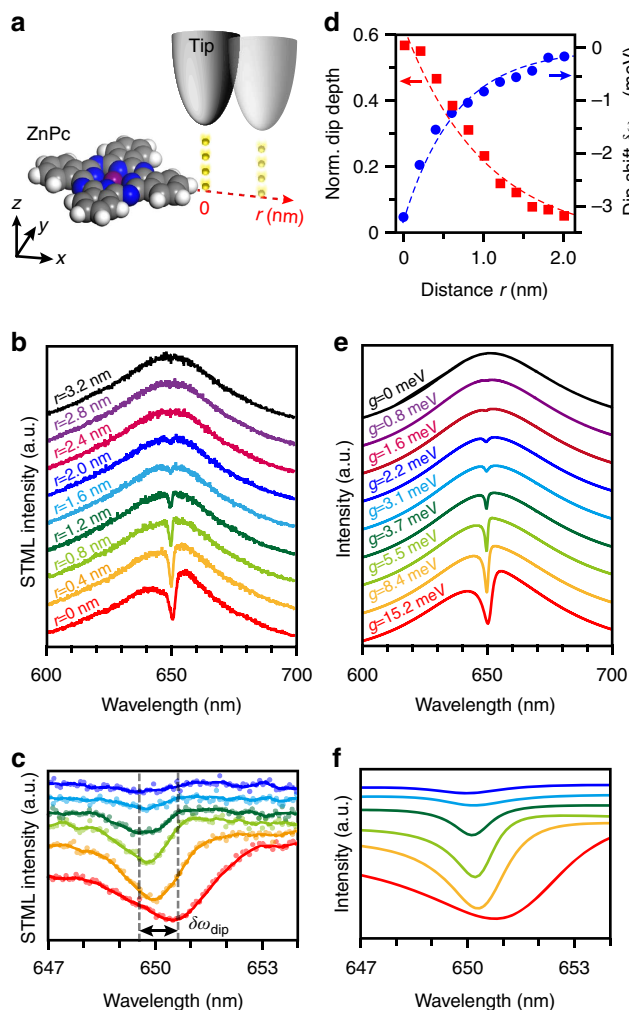 a
Tip
ZnPc
z
y
x
0
r (nm)
d
0.6
0.4
0.2
0
Norm. dip depth
0
–1
–2
–3
(meV)
0
1.0
2.0
Distance r (nm)
b
STML intensity (a.u.)
r=3.2 nm
r=2.8 nm
r=2.4 nm
r=2.0 nm
r=1.6 nm
r=1.2 nm
r=0.8 nm
r=0.4 nm
r=0 nm
600
650
700
Wavelength (nm)
e
Intensity (a.u.)
g=0 meV
g=0.8 meV
g=1.6 meV
g=2.2 meV
g=3.1 meV
g=3.7 meV
g=5.5 meV
g=8.4 meV
g=15.2 meV
600
650
700
Wavelength (nm)
c
STML intensity (a.u.)
δωdip
647
650
653
Wavelength (nm)
f
Intensity (a.u.)
647
650
653
Wavelength (nm)